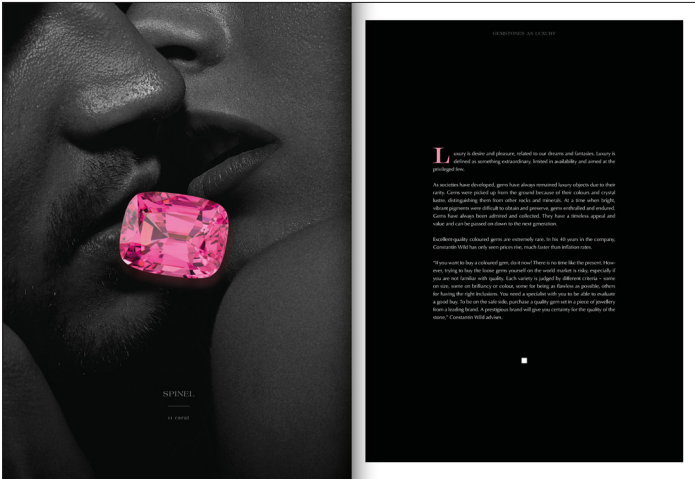 SPINEL
11 carat
GEMSTONES AS LUXURY
Luxury is desire and pleasure, related to our dreams and fantasies. Luxury is
defined as something extraordinary, limited in availability and aimed at the
privileged few.
As societies have developed, gems have always remained luxury objects due to their
rarity. Gems were picked up from the ground because of their colours and crystal
lustre, distinguishing them from other rocks and minerals. At a time when bright,
vibrant pigments were difficult to obtain and preserve, gems enthralled and endured.
Gems have always been admired and collected. They have a timeless appeal and
value and can be passed on down to the next generation.
Excellent-quality coloured gems are extremely rare. In his 40 years in the company,
Constantin Wild has only seen prices rise, much faster than inflation rates.
"If you want to buy a coloured gem, do it now! There is no time like the present. How-
ever, trying to buy the loose gems yourself on the world market is risky, especially if
you are not familiar with quality. Each variety is judged by different criteria – some
on size, some on brilliancy or colour, some for being as flawless as possible, others
for having the right inclusions. You need a specialist with you to be able to evaluate
a good buy. To be on the safe side, purchase a quality gem set in a piece of jewellery
from a leading brand. A prestigious brand will give you certainty for the quality of the
stone," Constantin Wild advises.